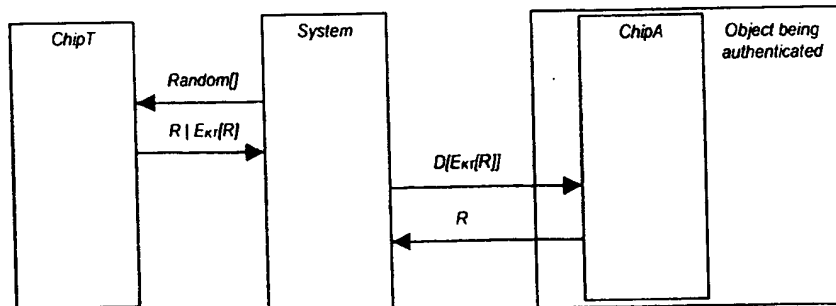 ChipT
System
ChipA
Object being
authenticated
Random[]
R | EKT[R]
D[EKT[R]]
R